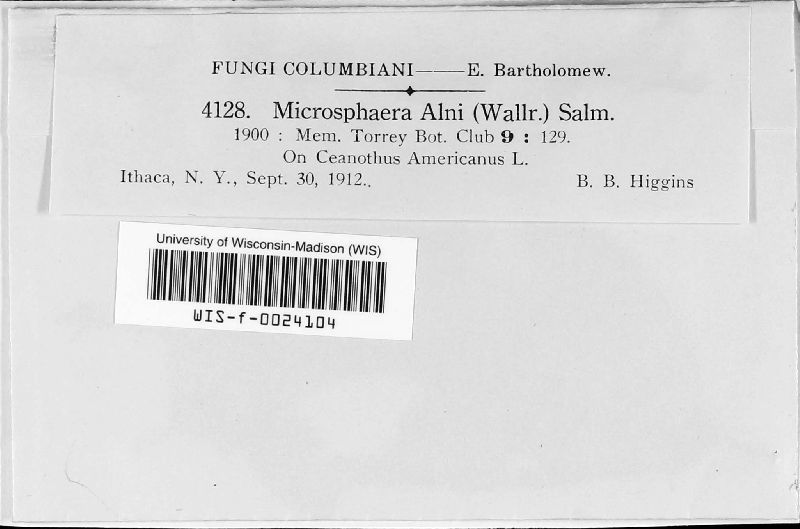 FUNGI COLUMBIANI——E. Bartholomew.
4128. Microsphaera Alni (Wallr.) Salm.
1900 : Mem. Torrey Bot. Club 9 : 129.
On Ceanothus Americanus L.
Ithaca, N. Y., Sept. 30, 1912.. B. B. Higgins
University of Wisconsin-Madison (WIS)
WIS-f-0024104